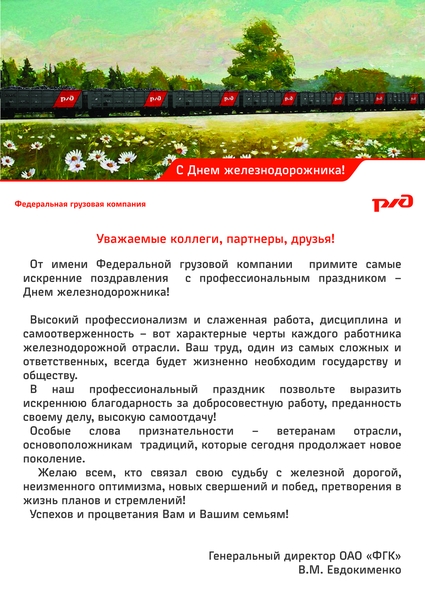 С Днем железнодорожника!
Федеральная грузовая компания
ржд
Уважаемые коллеги, партнеры, друзья!
От имени Федеральной грузовой компании примите самые
искренние поздравления с профессиональным праздником –
Днем железнодорожника!
Высокий профессионализм и слаженная работа, дисциплина и
самоотверженность – вот характерные черты каждого работника
железнодорожной отрасли. Ваш труд, один из самых сложных и
ответственных, всегда будет жизненно необходим государству и
обществу.
В наш профессиональный праздник позвольте выразить
искреннюю благодарность за добросовестную работу, преданность
своему делу, высокую самоотдачу!
Особые слова признательности – ветеранам отрасли,
основоположникам традиций, которые сегодня продолжает новое
поколение.
Желаю всем, кто связал свою судьбу с железной дорогой,
неизменного оптимизма, новых свершений и побед, претворения в
жизнь планов и стремлений!
Успехов и процветания Вам и Вашим семьям!
Генеральный директор ОАО «ФГК»
В.М. Евдокименко